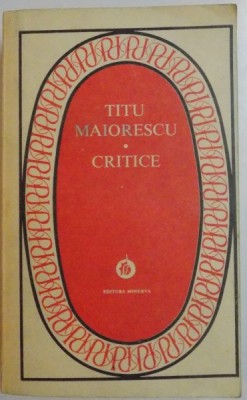 TITU
MAIORESCU
•
CRITICE
EDITURA MINERVA